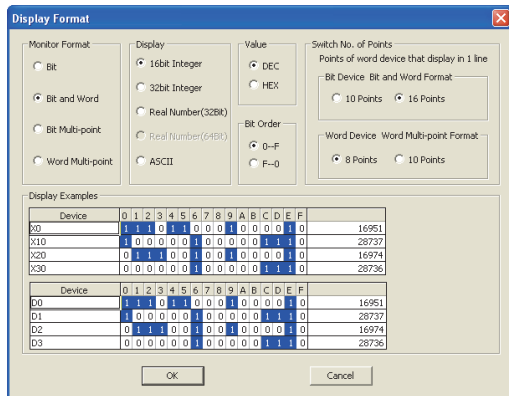 Display Format
Monitor Format
Bit
Bit and Word
Bit Multi-point
Word Multi-point
Display
16bit Integer
32bit Integer
Real Number(32Bit)
Real Number(64Bit)
ASCII
Value
DEC
HEX
Bit Order
0--F
F--0
Switch No. of Points
Points of word device that display in 1 line
Bit Device Bit and Word Format
10 Points 16 Points
Word Device Word Multi-point Format
8 Points 10 Points
Display Examples
Device 0 1 2 3 4 5 6 7 8 9 A B C D E F
X0 1 1 1 0 1 1 0 0 0 1 0 0 0 0 1 0 16951
X10 1 0 0 0 0 0 1 0 0 0 0 0 1 1 1 0 28737
X20 0 1 1 1 0 0 1 0 0 1 0 0 0 0 1 0 16974
X30 0 0 0 0 0 0 1 0 0 0 0 0 1 1 1 0 28736
Device 0 1 2 3 4 5 6 7 8 9 A B C D E F
D0 1 1 1 0 1 1 0 0 0 1 0 0 0 0 1 0 16951
D1 1 0 0 0 0 0 1 0 0 0 0 0 1 1 1 0 28737
D2 0 1 1 1 0 0 1 0 0 1 0 0 0 0 1 0 16974
D3 0 0 0 0 0 0 1 0 0 0 0 0 1 1 1 0 28736
OK Cancel